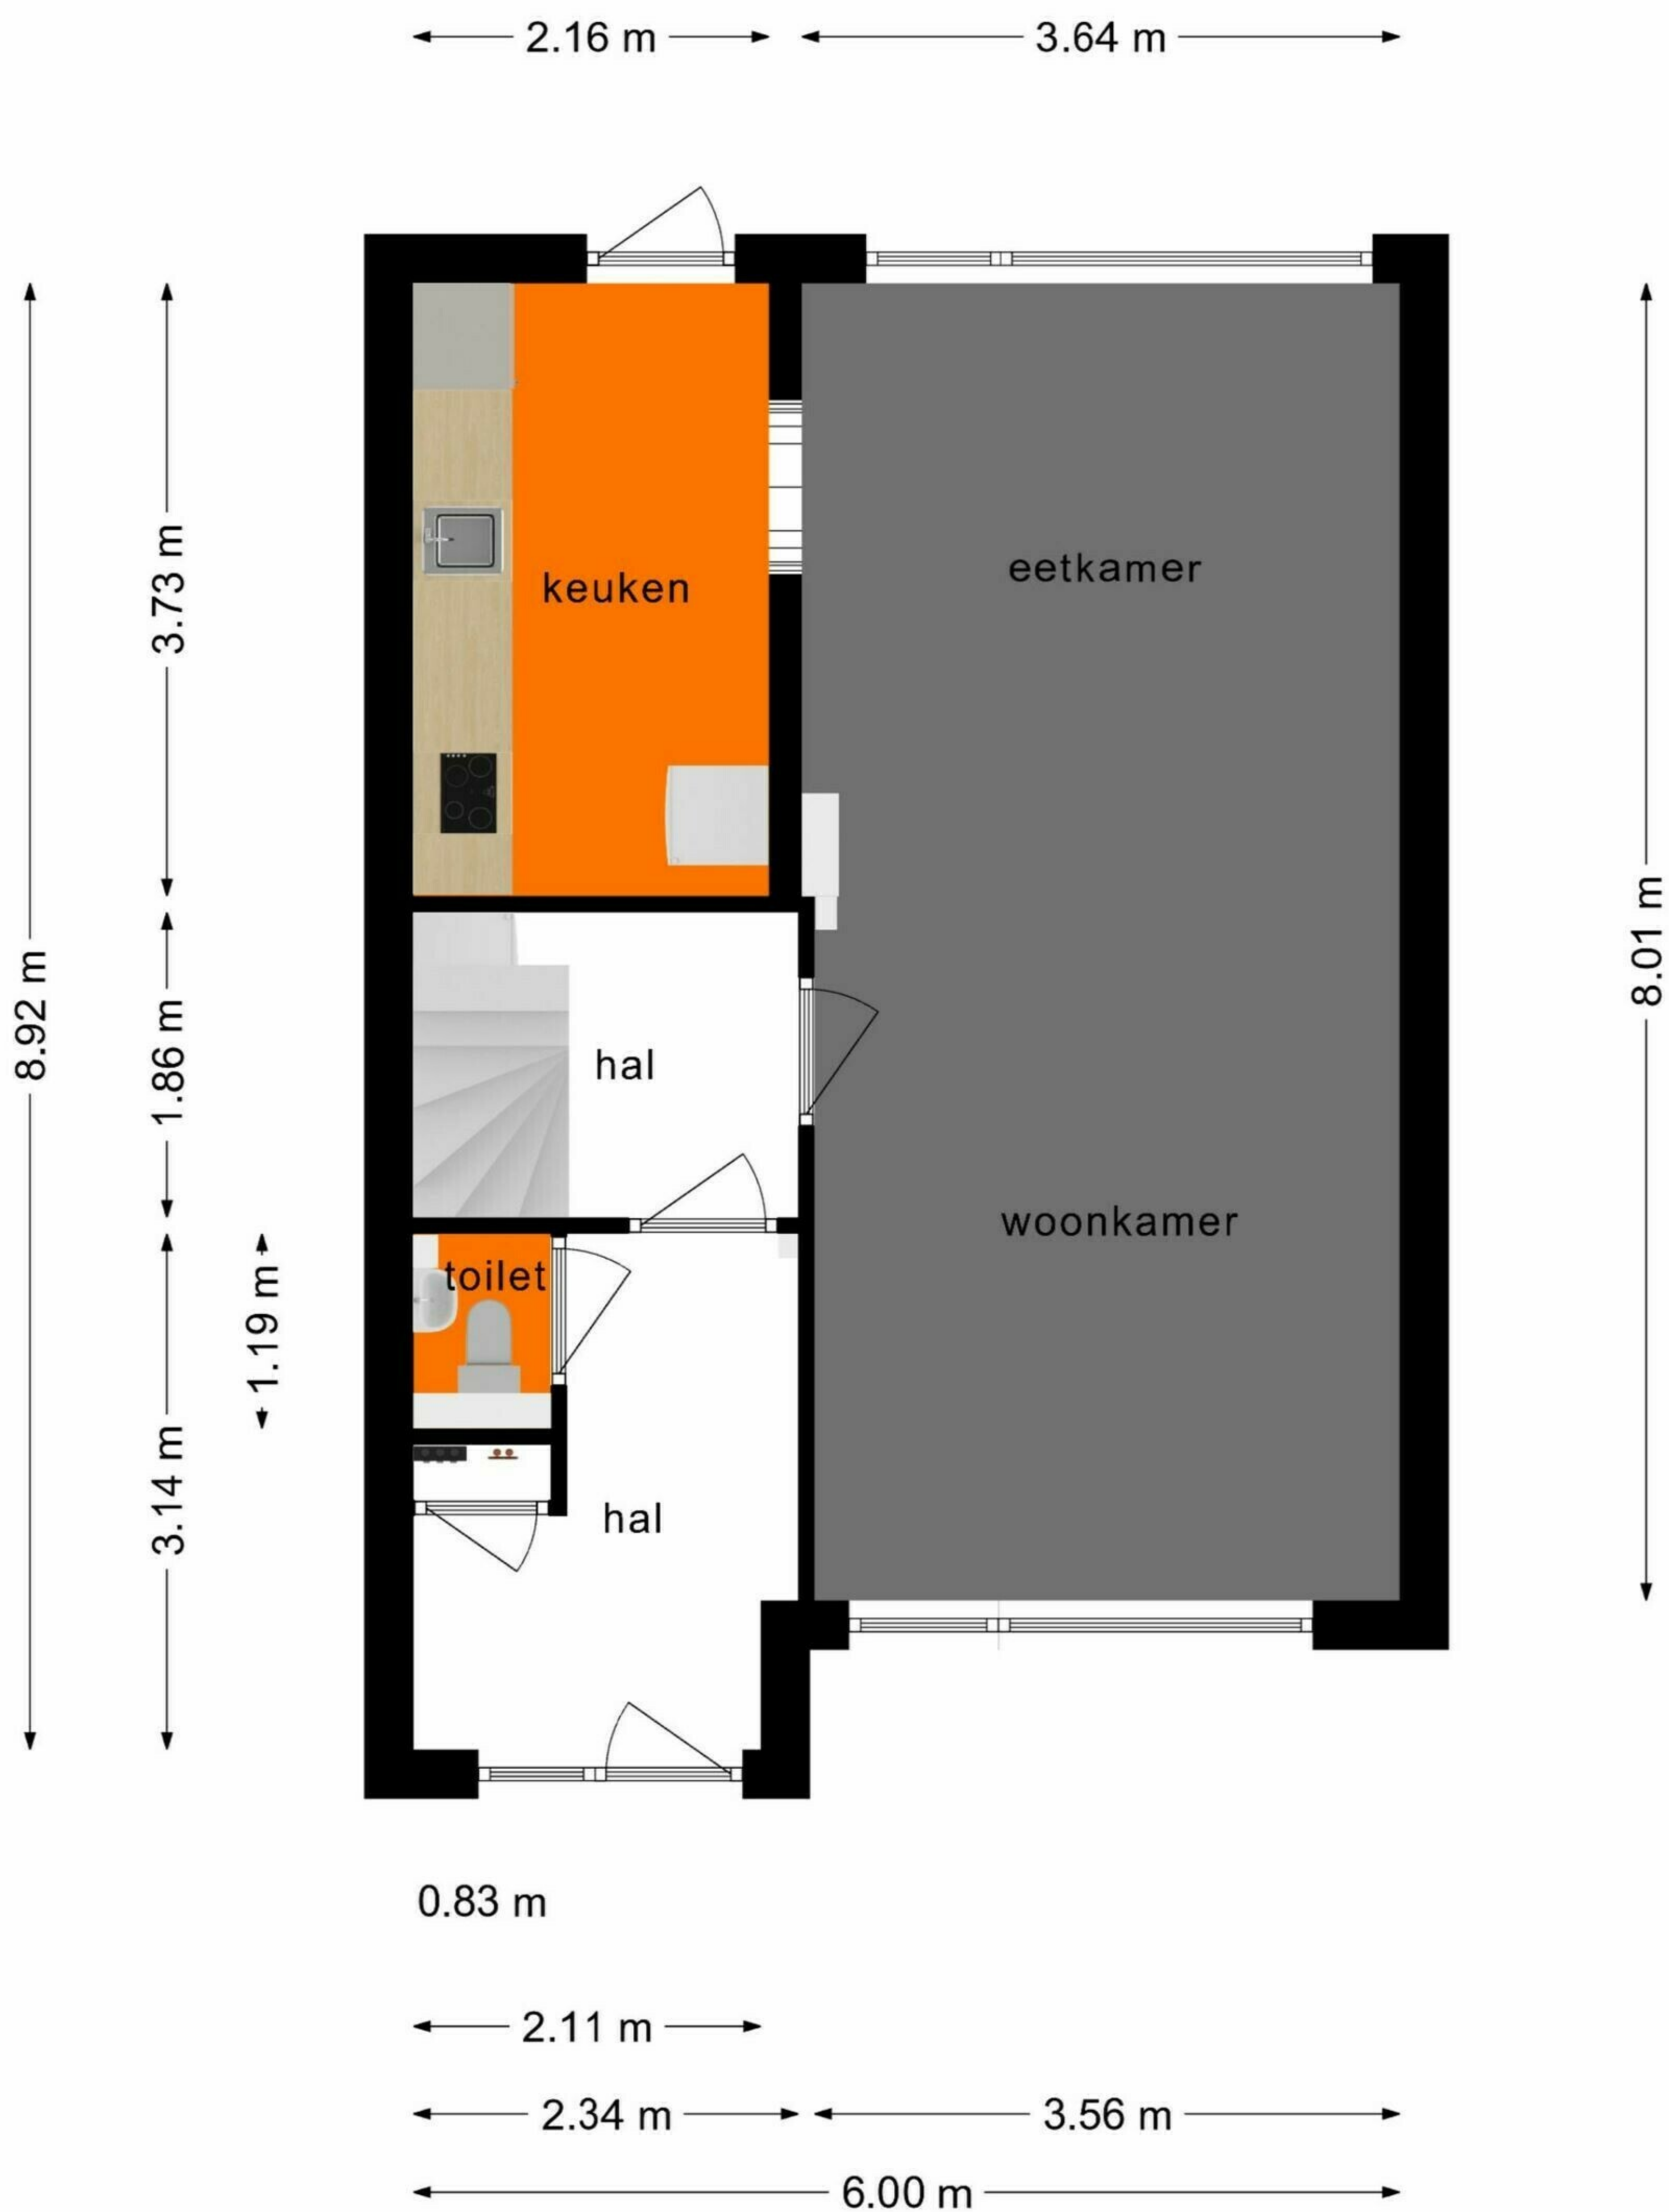 2.16 m
3.64 m
keuken
eetkamer
3.73 m
8.92 m
8.01 m
1.86 m
hal
woonkamer
toilet
1.19 m
3.14 m
hal
0.83 m
2.11 m
2.34 m
3.56 m
6.00 m